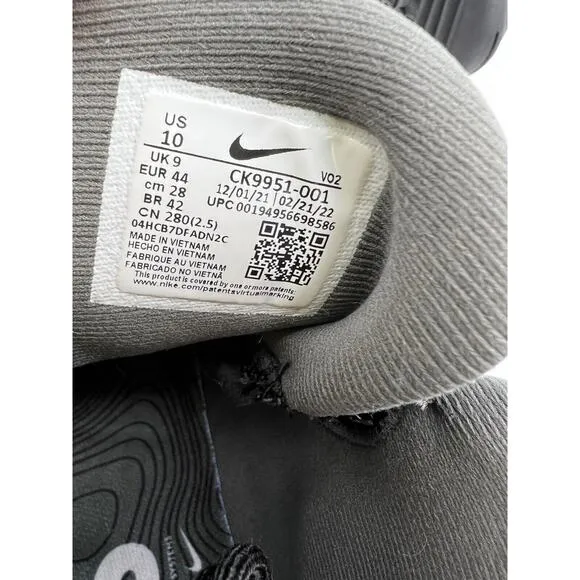 US
10
UK 9
EUR 44
cm 28
BR 42
CN 280(2.5)
VO2
CK9951-001
12/01/21 | 02/21/22
UPC 00194956698586
04HCB7DFADN2C
MADE IN VIETNAM
HECHO EN VIETNAM
FABRIQUE AU VIETNAM
FABRICADO NO VIETNÃ
This product is covered by one or more patents:
www.nike.com/patentsvirtualmarking